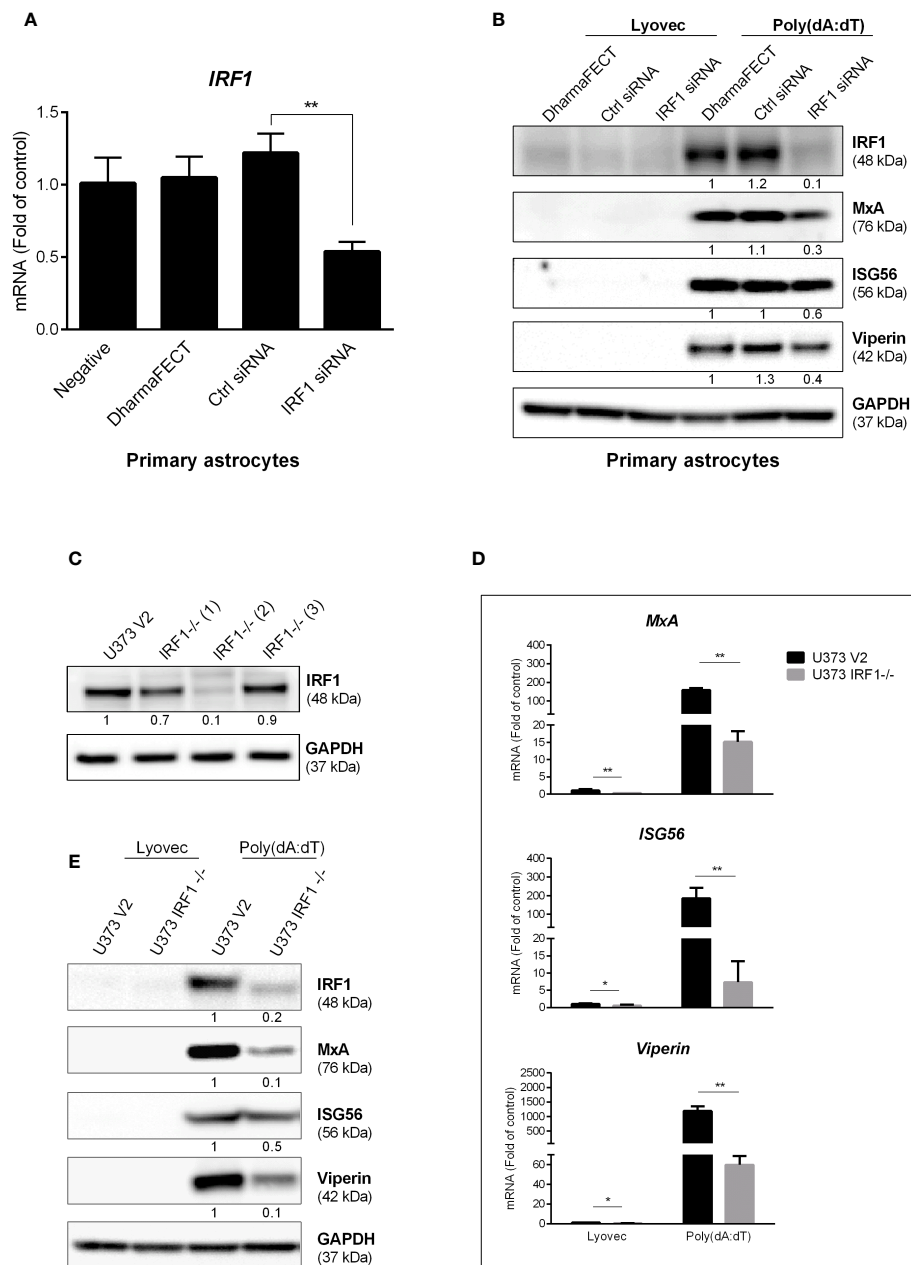 A
IRF1
mRNA (Fold of control)
1.5
1.0
0.5
0.0
**
Negative
DharmaFECT
Ctrl siRNA
IRF1 siRNA
Primary astrocytes
B
Lyovec
Poly(dA:dT)
DharmaFECT
Ctrl siRNA
IRF1 siRNA
DharmaFECT
Ctrl siRNA
IRF1 siRNA
IRF1
(48 kDa)
1 1.2 0.1
MxA
(76 kDa)
1 1.1 0.3
ISG56
(56 kDa)
1 1 0.6
Viperin
(42 kDa)
1 1.3 0.4
GAPDH
(37 kDa)
Primary astrocytes
C
U373 V2
IRF1-/- (1)
IRF1-/- (2)
IRF1-/- (3)
IRF1
(48 kDa)
1 0.7 0.1 0.9
GAPDH
(37 kDa)
D
MxA
mRNA (Fold of control)
400
300
200
100
20
15
10
5
0
**
**
U373 V2
U373 IRF1-/-
ISG56
mRNA (Fold of control)
400
300
200
100
20
15
10
5
0
*
**
Viperin
mRNA (Fold of control)
2500
2000
1500
1000
500
60
40
20
0
*
**
Lyovec
Poly(dA:dT)
E
Lyovec
Poly(dA:dT)
U373 V2
U373 IRF1 -/-
U373 V2
U373 IRF1 -/-
IRF1
(48 kDa)
1 0.2
MxA
(76 kDa)
1 0.1
ISG56
(56 kDa)
1 0.5
Viperin
(42 kDa)
1 0.1
GAPDH
(37 kDa)